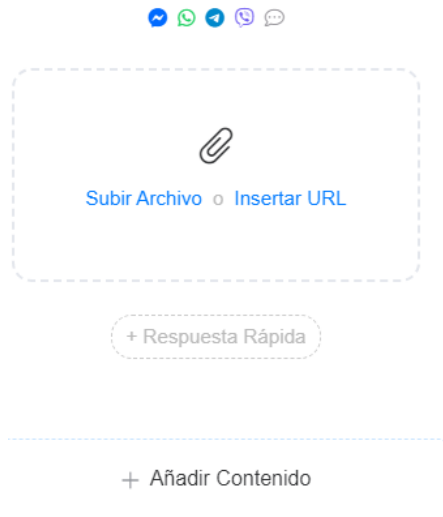 Subir Archivo o Insertar URL
+ Respuesta Rápida
+ Añadir Contenido